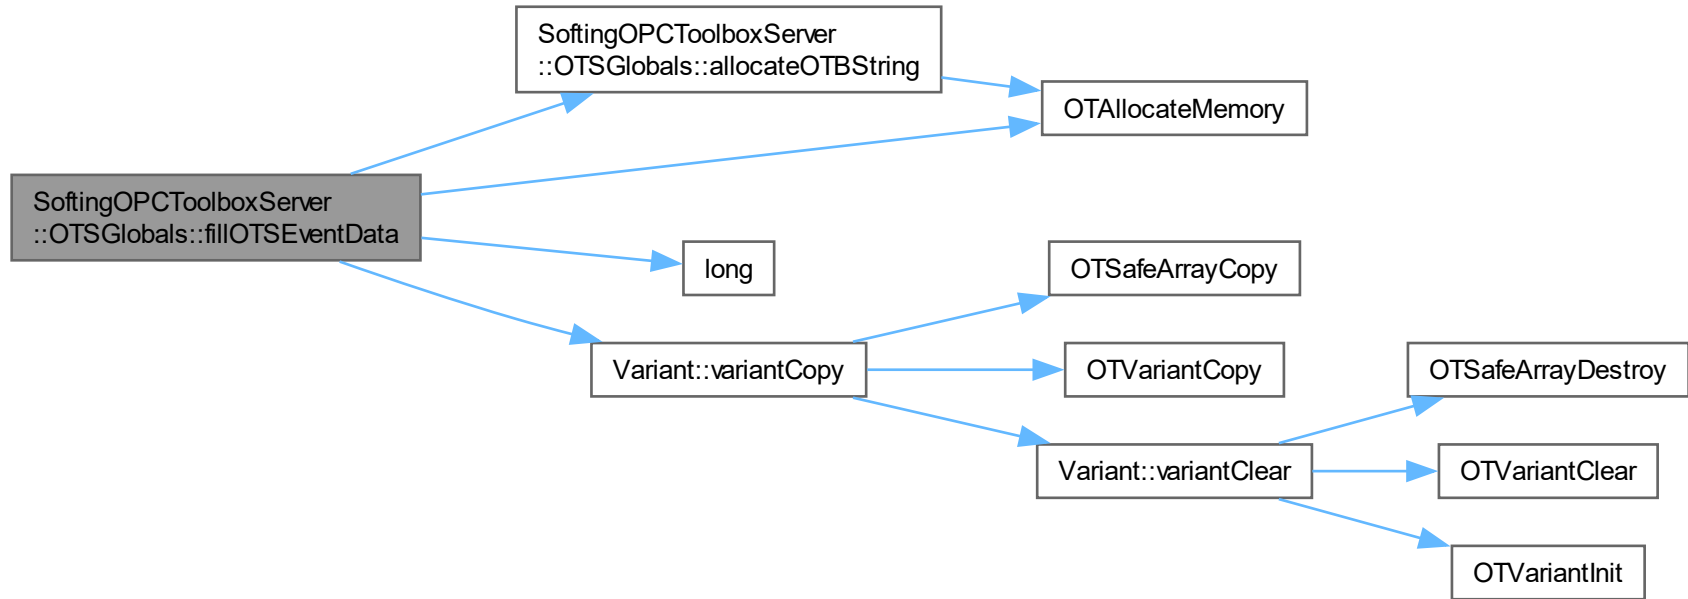 SoftingOPCToolboxServer
::OTSGlobals::allocateOTBString
OTAllocateMemory
SoftingOPCToolboxServer
::OTSGlobals::fillOTSEventData
long
OTSafeArrayCopy
Variant::variantCopy
OTVariantCopy
OTSafeArrayDestroy
Variant::variantClear
OTVariantClear
OTVariantInit